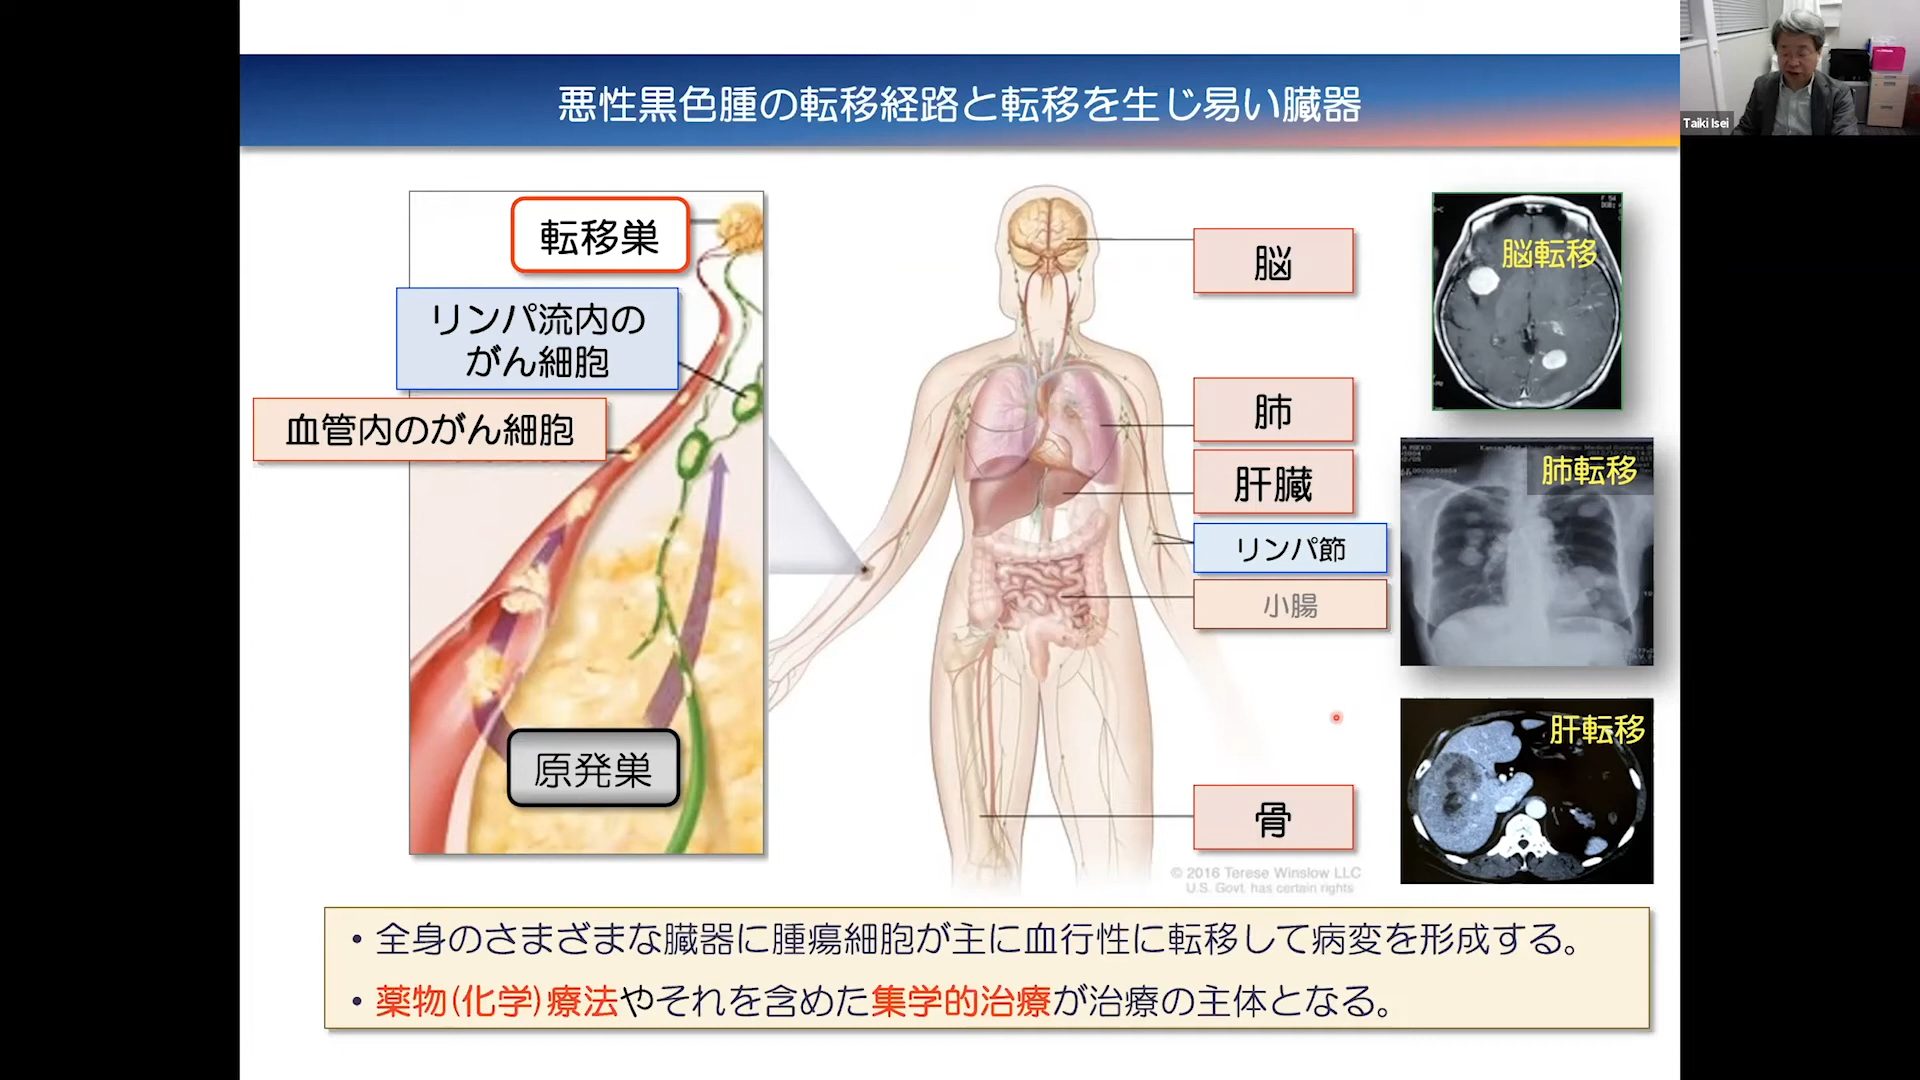 悪性黒色腫の転移経路と転移を生じ易い臓器
Taiki Isei
転移巣
リンパ流内の
がん細胞
血管内のがん細胞
原発巣
脳
肺
肝臓
リンパ節
小腸
骨
© 2016 Terese Winslow LLC
U.S. Govt. has certain rights
脳転移
肺転移
肝転移
・全身のさまざまな臓器に腫瘍細胞が主に血行性に転移して病変を形成する。
・薬物(化学)療法やそれを含めた集学的治療が治療の主体となる。